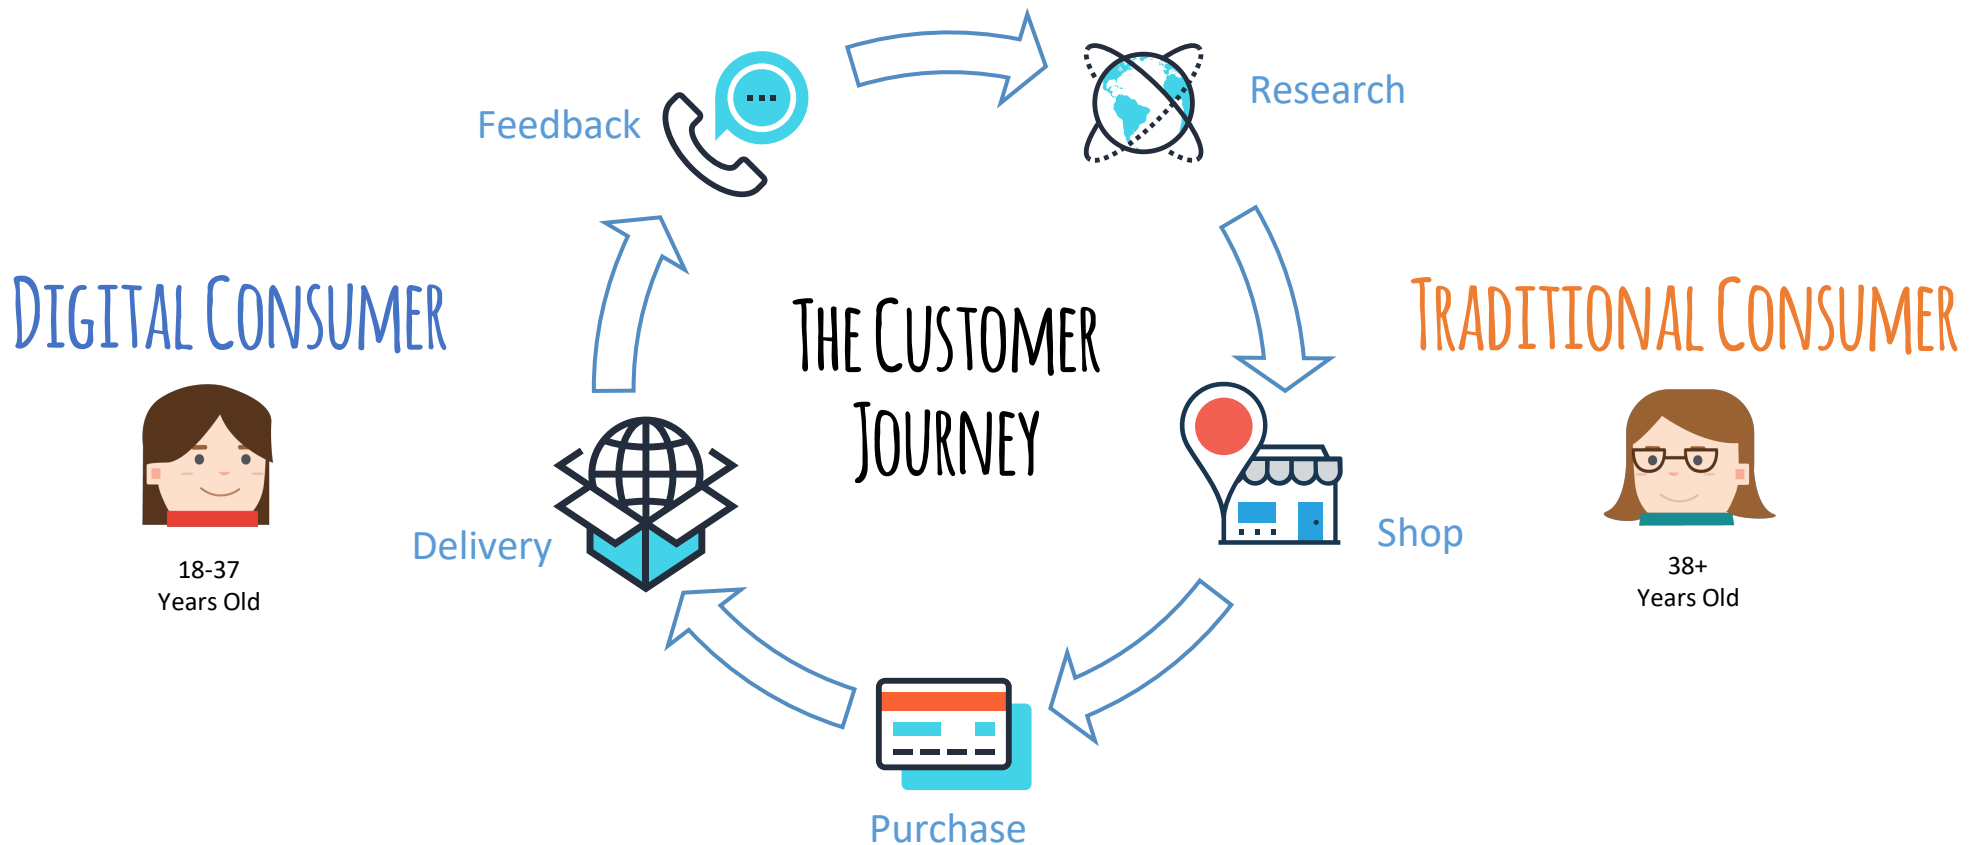 Feedback
Research
DIGITAL CONSUMER
THE CUSTOMER
JOURNEY
TRADITIONAL CONSUMER
Delivery
Shop
18-37
Years Old
38+
Years Old
Purchase